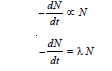 -dN/dt ∝ N
.
-dN/dt = λ N